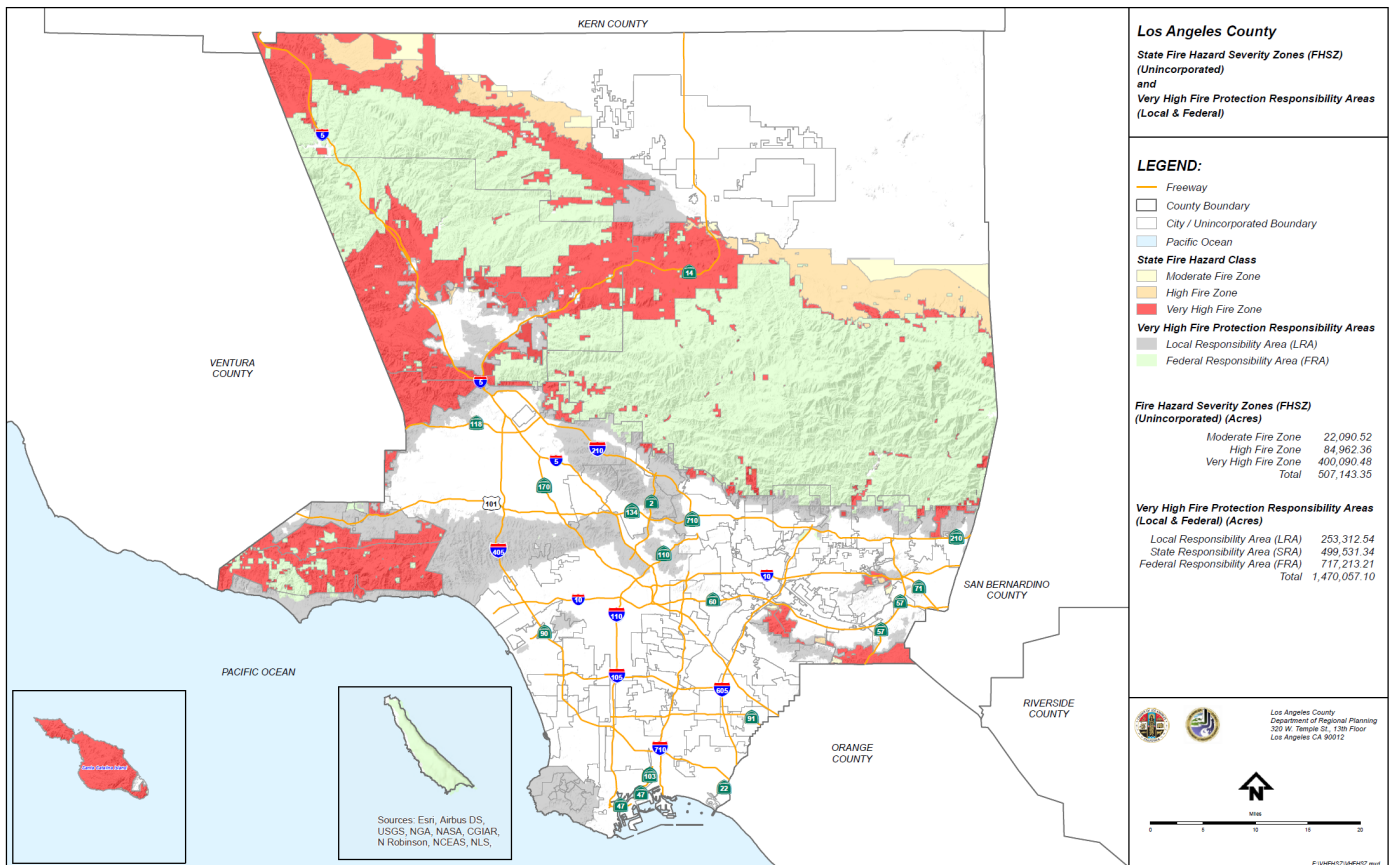 KERN COUNTY
5
14
VENTURA
COUNTY
5
118
210
5
170
2
101
134
710
405
110
210
10
SAN BERNARDINO
COUNTY
71
10
60
57
110
90
57
PACIFIC OCEAN
105
605
RIVERSIDE
COUNTY
91
710
ORANGE
COUNTY
103
22
47
47
Santa Catalina Island
Sources: Esri, Airbus DS,
USGS, NGA, NASA, CGIAR,
N Robinson, NCEAS, NLS,
Los Angeles County
State Fire Hazard Severity Zones (FHSZ)
(Unincorporated)
and
Very High Fire Protection Responsibility Areas
(Local & Federal)
LEGEND:
Freeway
County Boundary
City / Unincorporated Boundary
Pacific Ocean
State Fire Hazard Class
Moderate Fire Zone
High Fire Zone
Very High Fire Zone
Very High Fire Protection Responsibility Areas
Local Responsibility Area (LRA)
Federal Responsibility Area (FRA)
Fire Hazard Severity Zones (FHSZ)
(Unincorporated) (Acres)
Moderate Fire Zone 22,090.52
High Fire Zone 84,962.36
Very High Fire Zone 400,090.48
Total 507,143.35
Very High Fire Protection Responsibility Areas
(Local & Federal) (Acres)
Local Responsibility Area (LRA) 253,312.54
State Responsibility Area (SRA) 499,531.34
Federal Responsibility Area (FRA) 717,213.21
Total 1,470,057.10
Los Angeles County
Department of Regional Planning
320 W. Temple St., 13th Floor
Los Angeles CA 90012
N
Miles
0 5 10 15 20